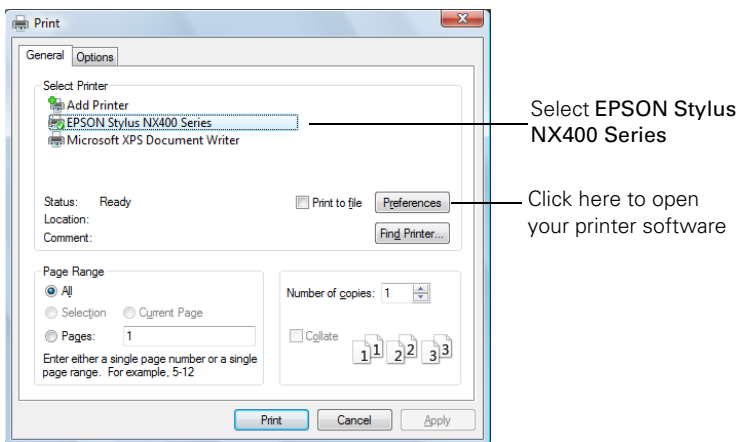 Print
General Options
Select Printer
Add Printer
EPSON Stylus NX400 Series
Microsoft XPS Document Writer
Select EPSON Stylus
NX400 Series
Status: Ready
Print to file
Preferences
Location:
Comment:
Find Printer...
Click here to open
your printer software
Page Range
All
Selection Current Page
Pages: 1
Enter either a single page number or a single
page range. For example, 5-12
Number of copies: 1
Collate
1 1 2 2 3 3
Print Cancel Apply